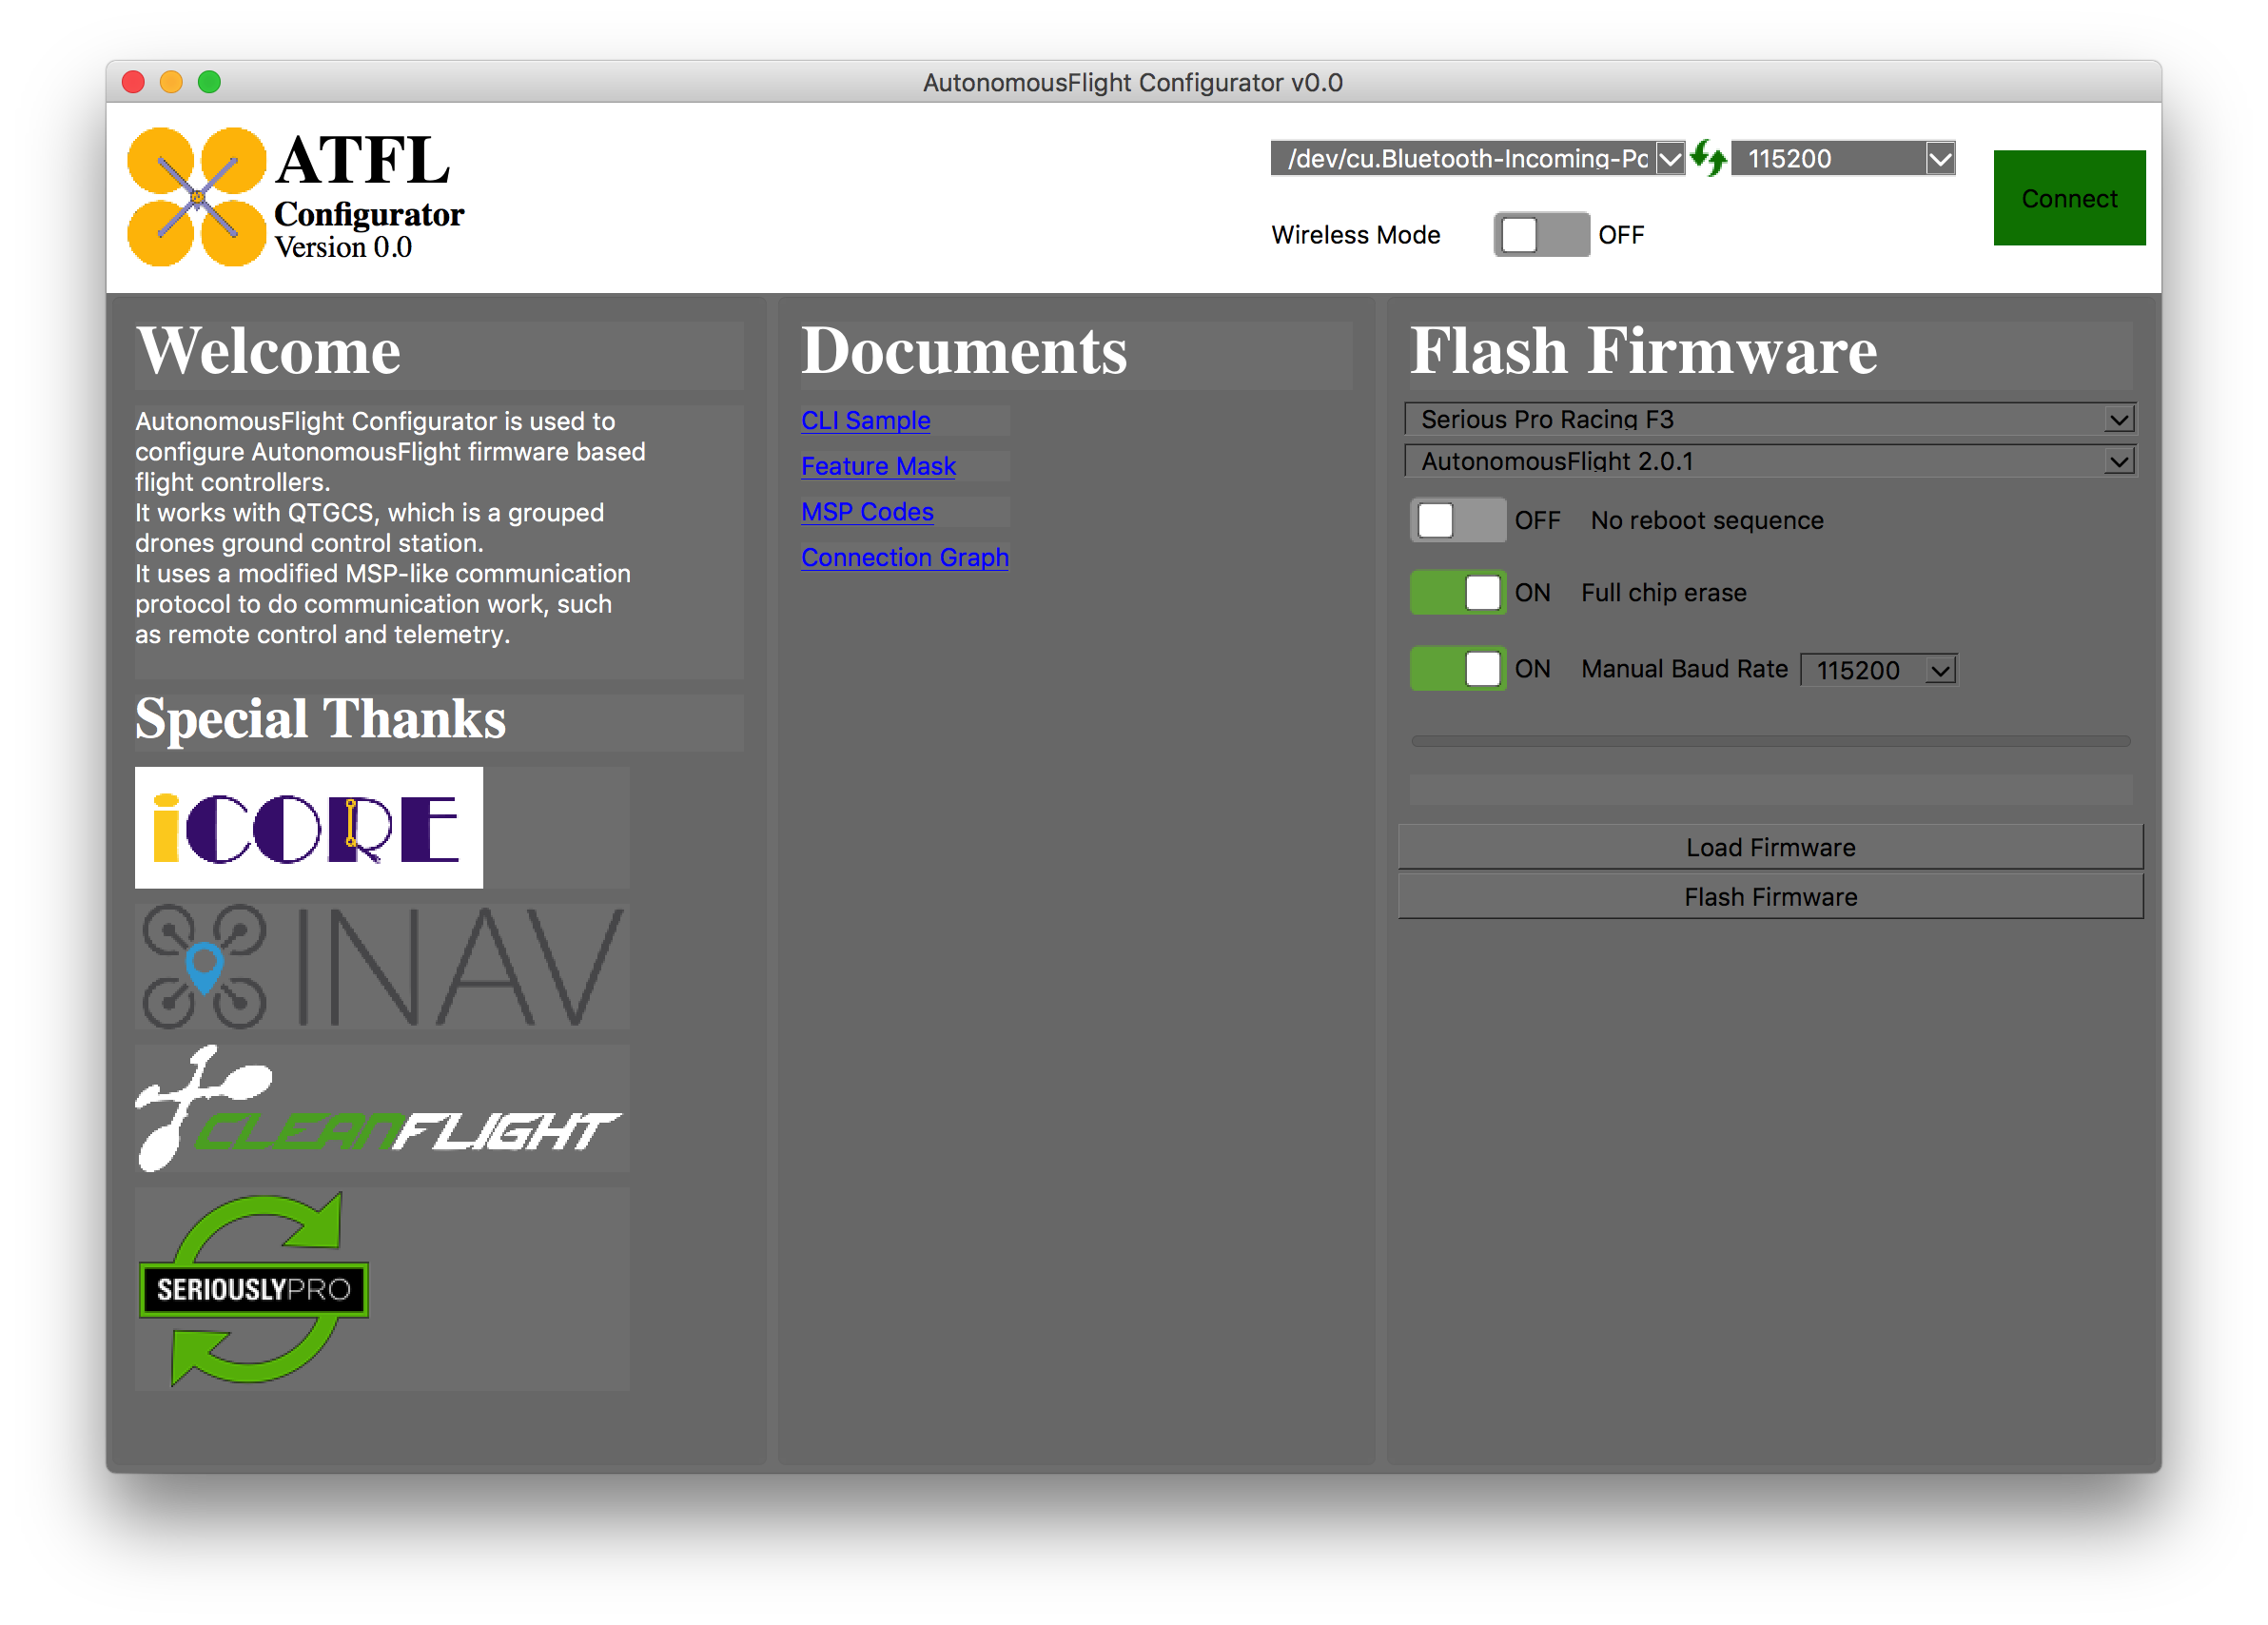 AutonomousFlight Configurator v0.0
ATFL
Configurator
Version 0.0
/dev/cu.Bluetooth-Incoming-Po
115200
Wireless Mode
OFF
Connect
Welcome
AutonomousFlight Configurator is used to
configure AutonomousFlight firmware based
flight controllers.
It works with QTGCS, which is a grouped
drones ground control station.
It uses a modified MSP-like communication
protocol to do communication work, such
as remote control and telemetry.
Special Thanks
iCORE
INAV
CLEANFLIGHT
SERIOUSLYPRO
Documents
CLI Sample
Feature Mask
MSP Codes
Connection Graph
Flash Firmware
Serious Pro Racing F3
AutonomousFlight 2.0.1
OFF No reboot sequence
ON Full chip erase
ON Manual Baud Rate 115200
Load Firmware
Flash Firmware